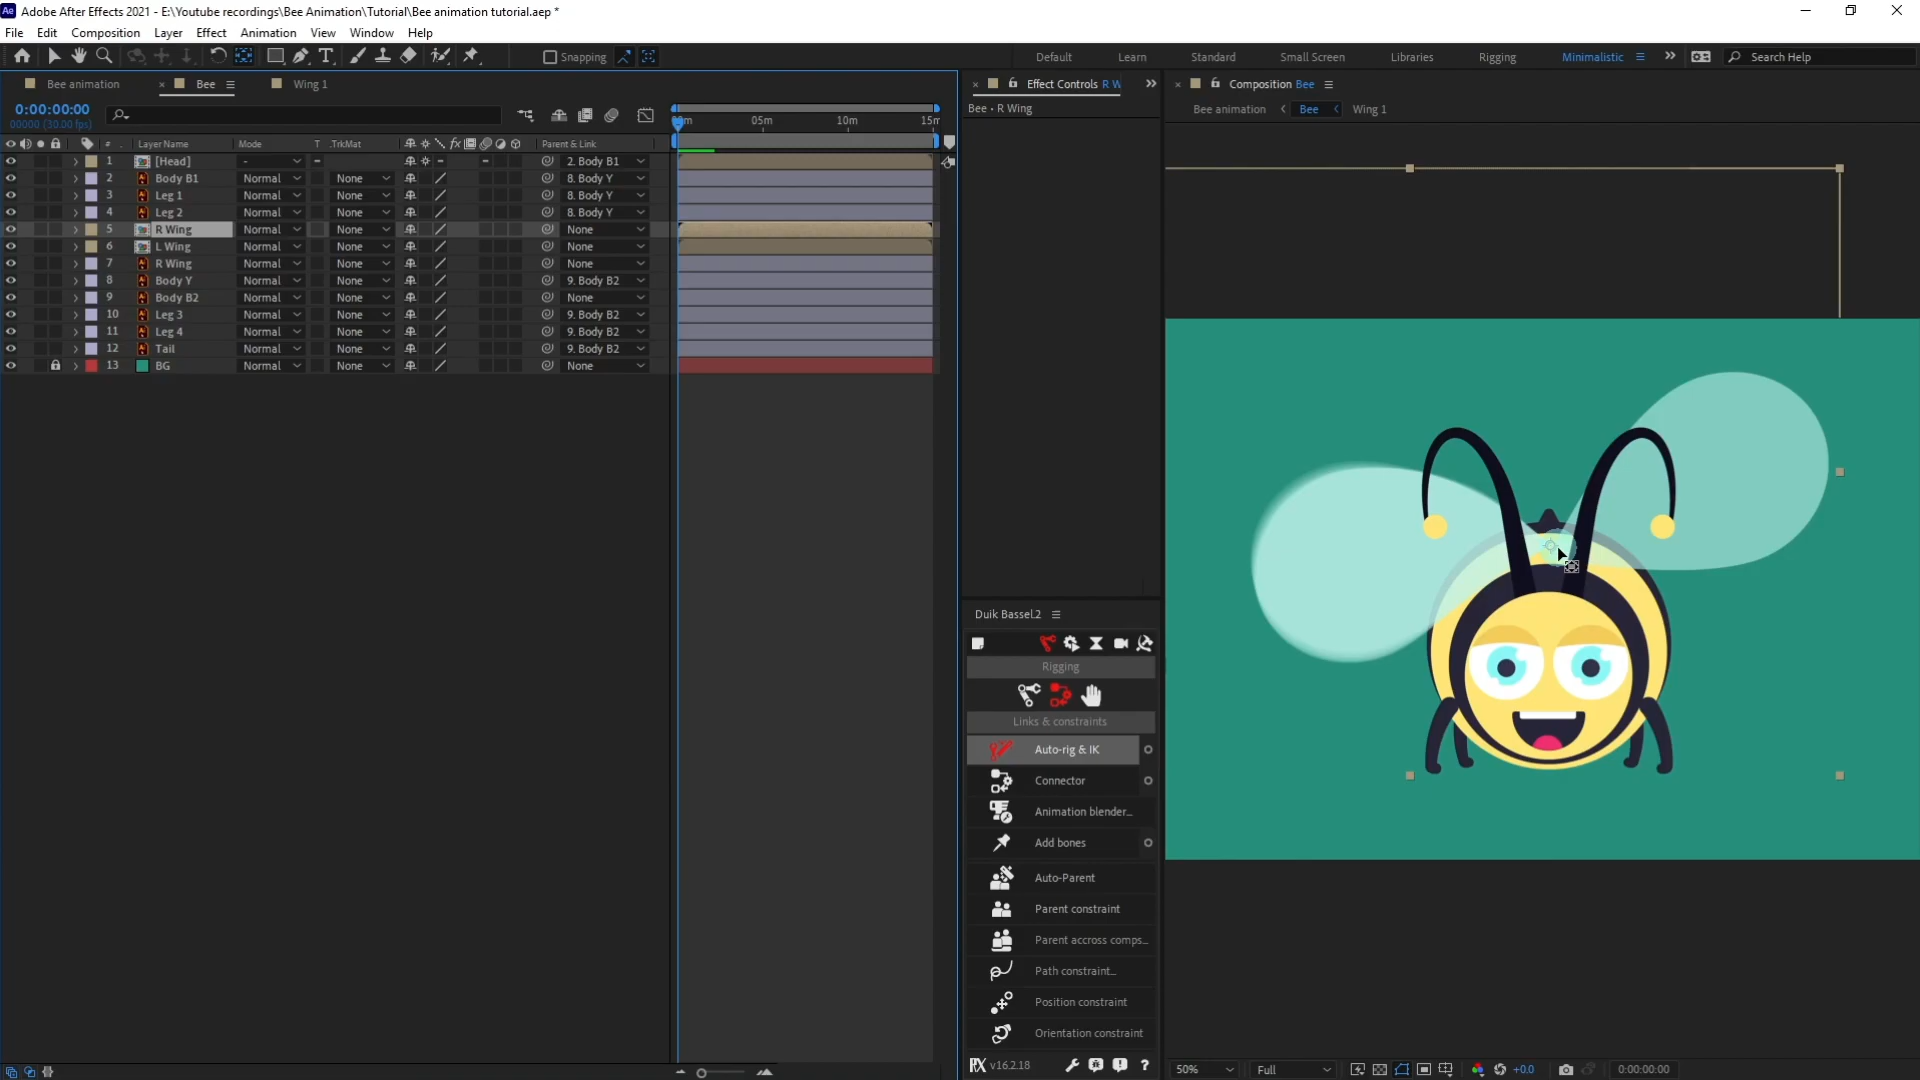 Ae Adobe After Effects 2021 - E:\Youtube recordings\Bee Animation\Tutorial\Bee animation tutorial.aep *
File Edit Composition Layer Effect Animation View Window Help
Snapping Default Learn Standard Small Screen Libraries Rigging Minimalistic Search Help
Bee animation Bee Wing 1
0:00:00:00
00000 (30.00 fps)
05m 10m
# Layer Name Mode T .TrkMat fx Parent & Link
1 [Head] - 2. Body B1
2 Body B1 Normal None 8. Body Y
3 Leg 1 Normal None 8. Body Y
4 Leg 2 Normal None 8. Body Y
5 R Wing Normal None None
6 L Wing Normal None None
7 R Wing Normal None None
8 Body Y Normal None 9. Body B2
9 Body B2 Normal None None
10 Leg 3 Normal None 9. Body B2
11 Leg 4 Normal None 9. Body B2
12 Tail Normal None 9. Body B2
13 BG Normal None None
Effect Controls R W
Bee • R Wing
Duik Bassel.2
Rigging
Links & constraints
Auto-rig & IK
Connector
Animation blender...
Add bones
Auto-Parent
Parent constraint
Parent accross comps...
Path constraint...
Position constraint
Orientation constraint
v16.2.18 ?
Composition Bee
Bee animation Bee Wing 1
50% Full +0.0 0:00:00:00